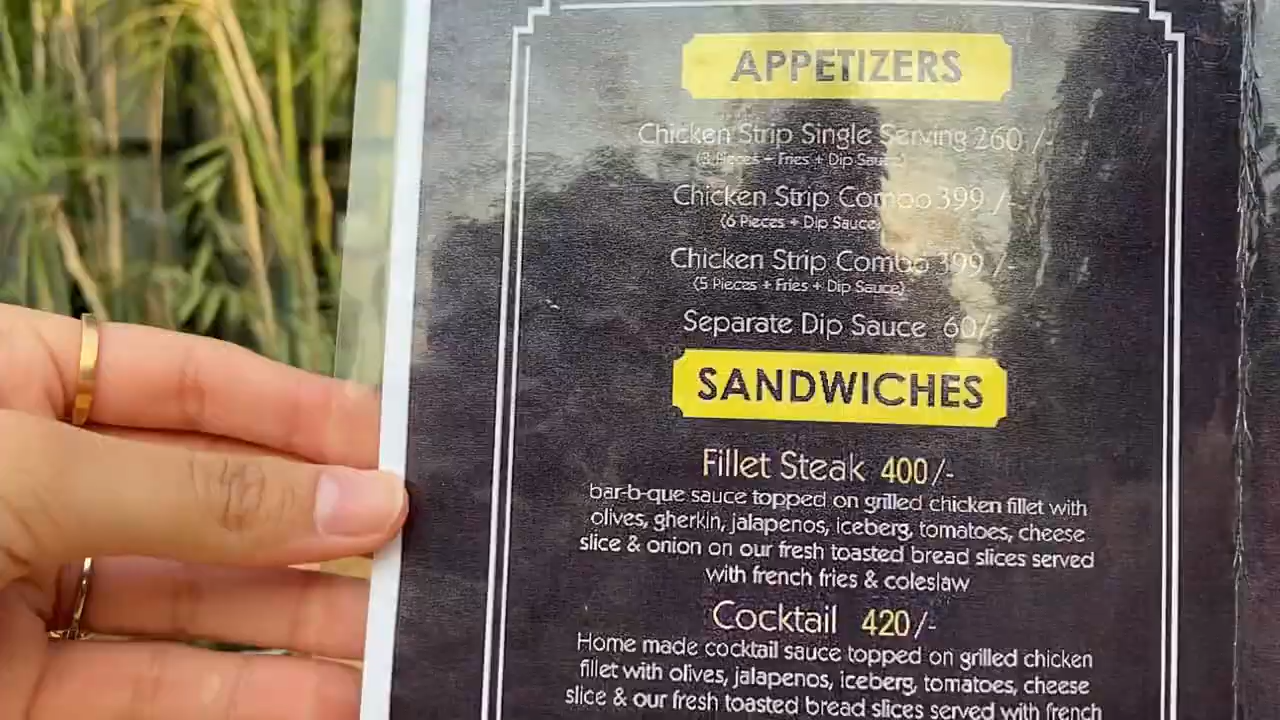 APPETIZERS
Chicken Strip Single Serving 260 /-
(3 Pieces + Fries + Dip Sauce)
Chicken Strip Combo 399 /-
(6 Pieces + Dip Sauce)
Chicken Strip Combo 399 /-
(5 Pieces + Fries + Dip Sauce)
Separate Dip Sauce 60/-
SANDWICHES
Fillet Steak 400/-
bar-b-que sauce topped on grilled chicken fillet with
olives, gherkin, jalapenos, iceberg, tomatoes, cheese
slice & onion on our fresh toasted bread slices served
with french fries & coleslaw
Cocktail 420/-
Home made cocktail sauce topped on grilled chicken
fillet with olives, jalapenos, iceberg, tomatoes, cheese
slice & our fresh toasted bread slices served with french